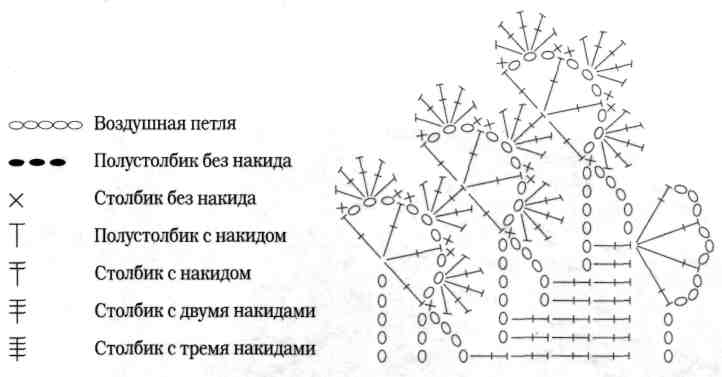 Воздушная петля
Полустолбик без накида
Столбик без накида
Полустолбик с накидом
Столбик с накидом
Столбик с двумя накидами
Столбик с тремя накидами